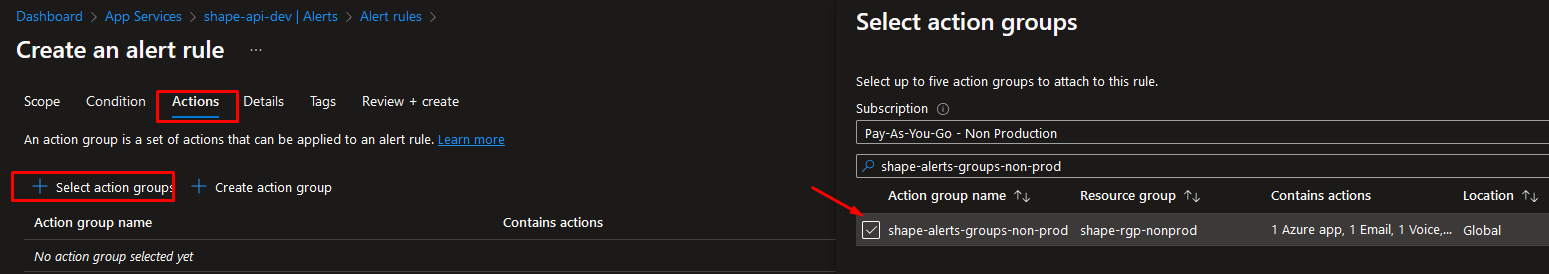 Dashboard > App Services > shape-api-dev | Alerts > Alert rules >
Create an alert rule ...
Scope Condition Actions Details Tags Review + create
An action group is a set of actions that can be applied to an alert rule. Learn more
+ Select action groups + Create action group
Action group name Contains actions
No action group selected yet
Select action groups
Select up to five action groups to attach to this rule.
Subscription
Pay-As-You-Go - Non Production
shape-alerts-groups-non-prod
Action group name ↑↓ Resource group ↑↓ Contains actions Location ↑↓
shape-alerts-groups-non-prod shape-rgp-nonprod 1 Azure app, 1 Email, 1 Voice,... Global